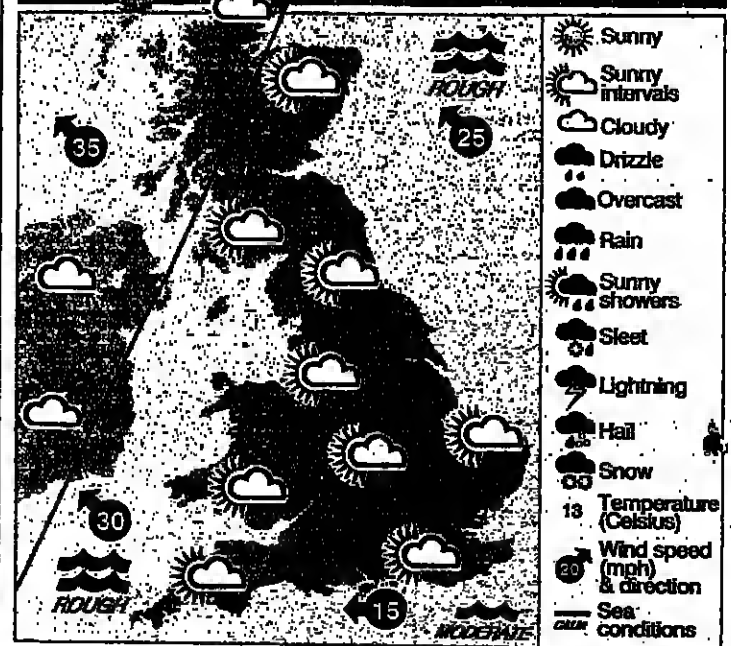 ROUGH
35
25
30
ROUGH
15
MODERATE
Sunny
Sunny
intervals
Cloudy
Drizzle
Overcast
Rain
Sunny
showers
Sleet
Lightning
Hail
Snow
13 Temperature
(Celsius)
20 Wind speed
(mph)
& direction
CALM Sea
conditions